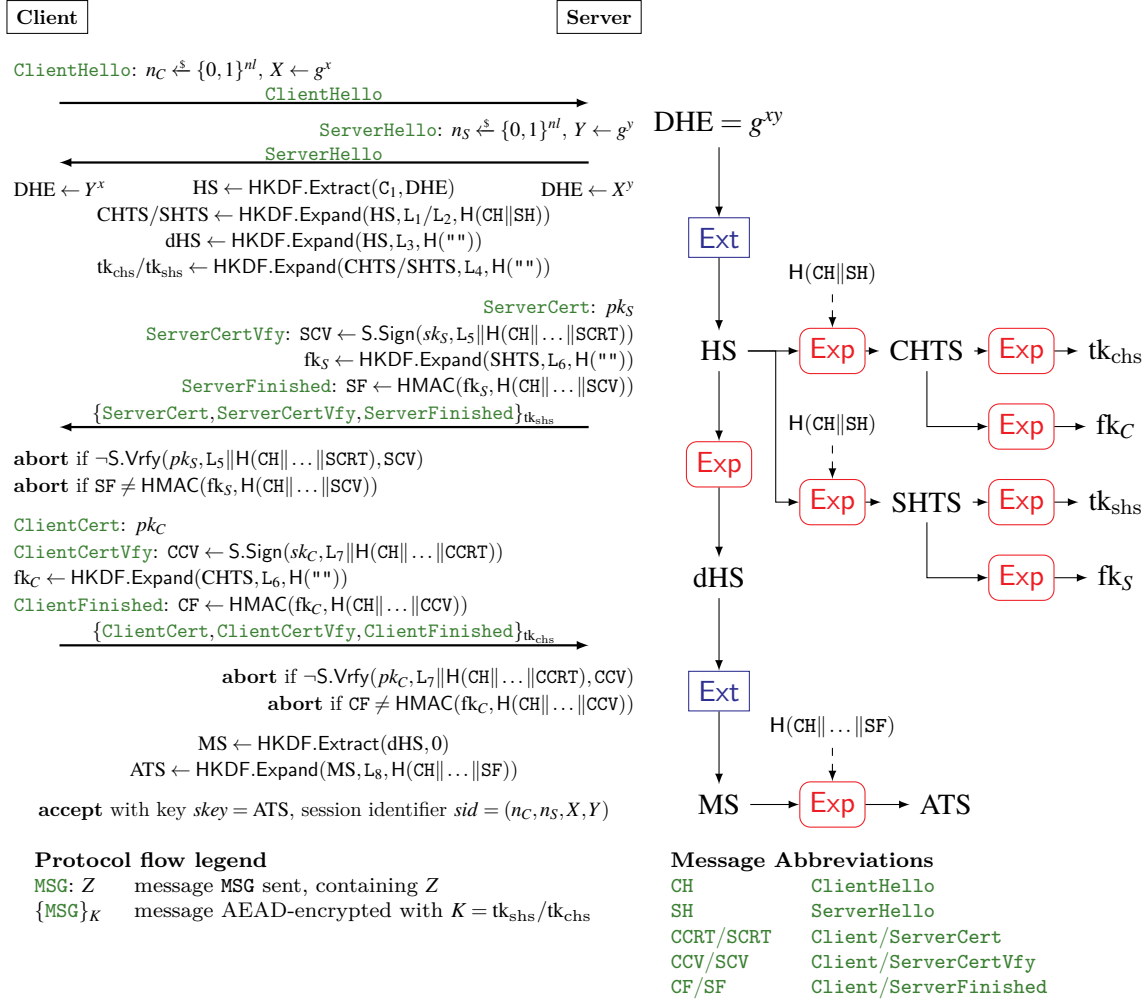 Client
Server
ClientHello: n_C ←$ {0,1}^{nl}, X ← g^x
ClientHello
ServerHello: n_S ←$ {0,1}^{nl}, Y ← g^y
ServerHello
DHE ← Y^x HS ← HKDF.Extract(C_1,DHE) DHE ← X^y
CHTS/SHTS ← HKDF.Expand(HS,L_1/L_2,H(CH‖SH))
dHS ← HKDF.Expand(HS,L_3,H(""))
tk_chs/tk_shs ← HKDF.Expand(CHTS/SHTS,L_4,H(""))
ServerCert: pk_S
ServerCertVfy: SCV ← S.Sign(sk_S,L_5‖H(CH‖…‖SCRT))
fk_S ← HKDF.Expand(SHTS,L_6,H(""))
ServerFinished: SF ← HMAC(fk_S,H(CH‖…‖SCV))
{ServerCert,ServerCertVfy,ServerFinished}_tk_shs
abort if ¬S.Vrfy(pk_S,L_5‖H(CH‖…‖SCRT),SCV)
abort if SF ≠ HMAC(fk_S,H(CH‖…‖SCV))
ClientCert: pk_C
ClientCertVfy: CCV ← S.Sign(sk_C,L_7‖H(CH‖…‖CCRT))
fk_C ← HKDF.Expand(CHTS,L_6,H(""))
ClientFinished: CF ← HMAC(fk_C,H(CH‖…‖CCV))
{ClientCert,ClientCertVfy,ClientFinished}_tk_chs
abort if ¬S.Vrfy(pk_C,L_7‖H(CH‖…‖CCRT),CCV)
abort if CF ≠ HMAC(fk_C,H(CH‖…‖CCV))
MS ← HKDF.Extract(dHS,0)
ATS ← HKDF.Expand(MS,L_8,H(CH‖…‖SF))
accept with key skey = ATS, session identifier sid = (n_C,n_S,X,Y)
DHE = g^{xy}
Ext
H(CH‖SH)
HS Exp CHTS Exp tk_chs
Exp fk_C
H(CH‖SH)
Exp
Exp SHTS Exp tk_shs
dHS
Exp fk_S
Ext
H(CH‖…‖SF)
MS Exp ATS
Protocol flow legend
MSG: Z message MSG sent, containing Z
{MSG}_K message AEAD-encrypted with K = tk_shs/tk_chs
Message Abbreviations
CH ClientHello
SH ServerHello
CCRT/SCRT Client/ServerCert
CCV/SCV Client/ServerCertVfy
CF/SF Client/ServerFinished